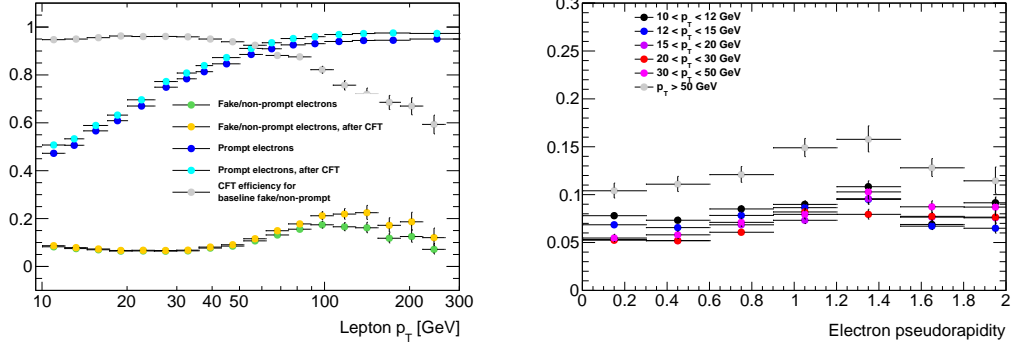 1
0.8
0.6
0.4
0.2
0
Fake/non-prompt electrons
Fake/non-prompt electrons, after CFT
Prompt electrons
Prompt electrons, after CFT
CFT efficiency for
baseline fake/non-prompt
10 20 30 40 50 100 200 300
Lepton p_T [GeV]
0.3
0.25
0.2
0.15
0.1
0.05
0
10 < p_T < 12 GeV
12 < p_T < 15 GeV
15 < p_T < 20 GeV
20 < p_T < 30 GeV
30 < p_T < 50 GeV
p_T > 50 GeV
0 0.2 0.4 0.6 0.8 1 1.2 1.4 1.6 1.8 2
Electron pseudorapidity